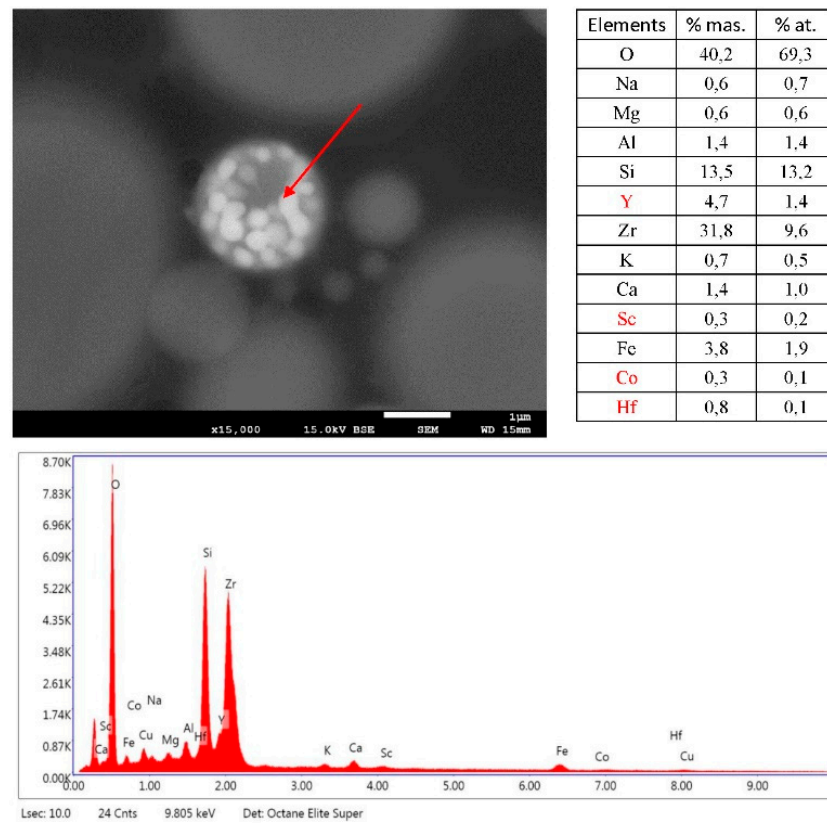 Elements % mas. % at.
O 40,2 69,3
Na 0,6 0,7
Mg 0,6 0,6
Al 1,4 1,4
Si 13,5 13,2
Y 4,7 1,4
Zr 31,8 9,6
K 0,7 0,5
Ca 1,4 1,0
Sc 0,3 0,2
Fe 3,8 1,9
Co 0,3 0,1
Hf 0,8 0,1
1µm
x15,000 15.0kV BSE SEM WD 15mm
8.70K
7.83K
6.96K
6.09K
5.22K
4.35K
3.48K
2.61K
1.74K
0.87K
0.00K
O
Si
Zr
Co Na
Sc
Ca Fe Cu Mg Al Hf Y
K Ca Sc
Fe Co Hf Cu
0.00 1.00 2.00 3.00 4.00 5.00 6.00 7.00 8.00 9.00
Lsec: 10.0 24 Cnts 9.805 keV Det: Octane Elite Super